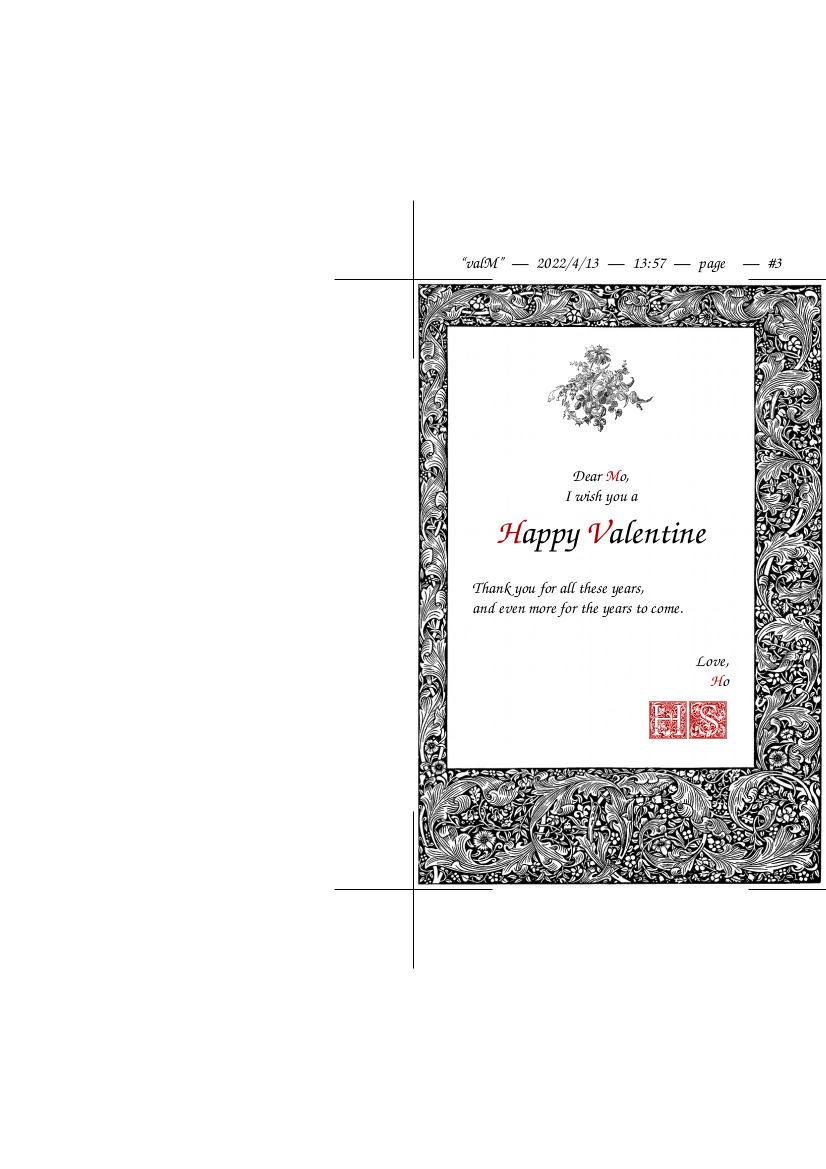 “valM” — 2022/4/13 — 13:57 — page — #3
Dear Mo,
I wish you a
Happy Valentine
Thank you for all these years,
and even more for the years to come.
Love,
Ho
HS